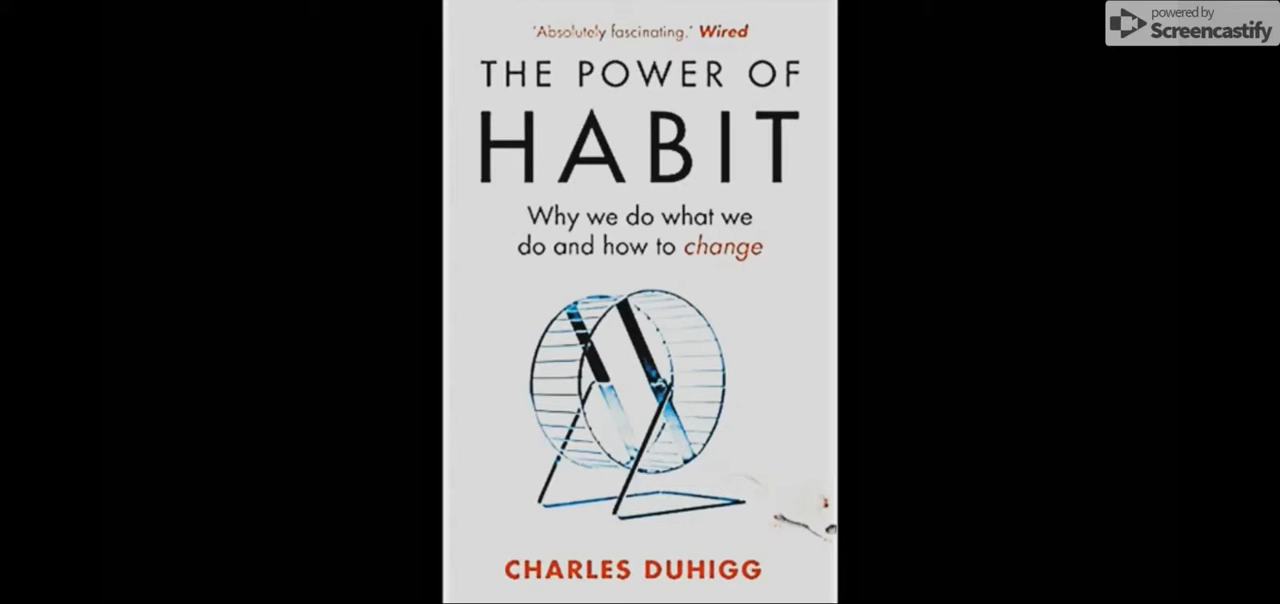 powered by
Screencastify
'Absolutely fascinating.' Wired
THE POWER OF
HABIT
Why we do what we
do and how to change
CHARLES DUHIGG